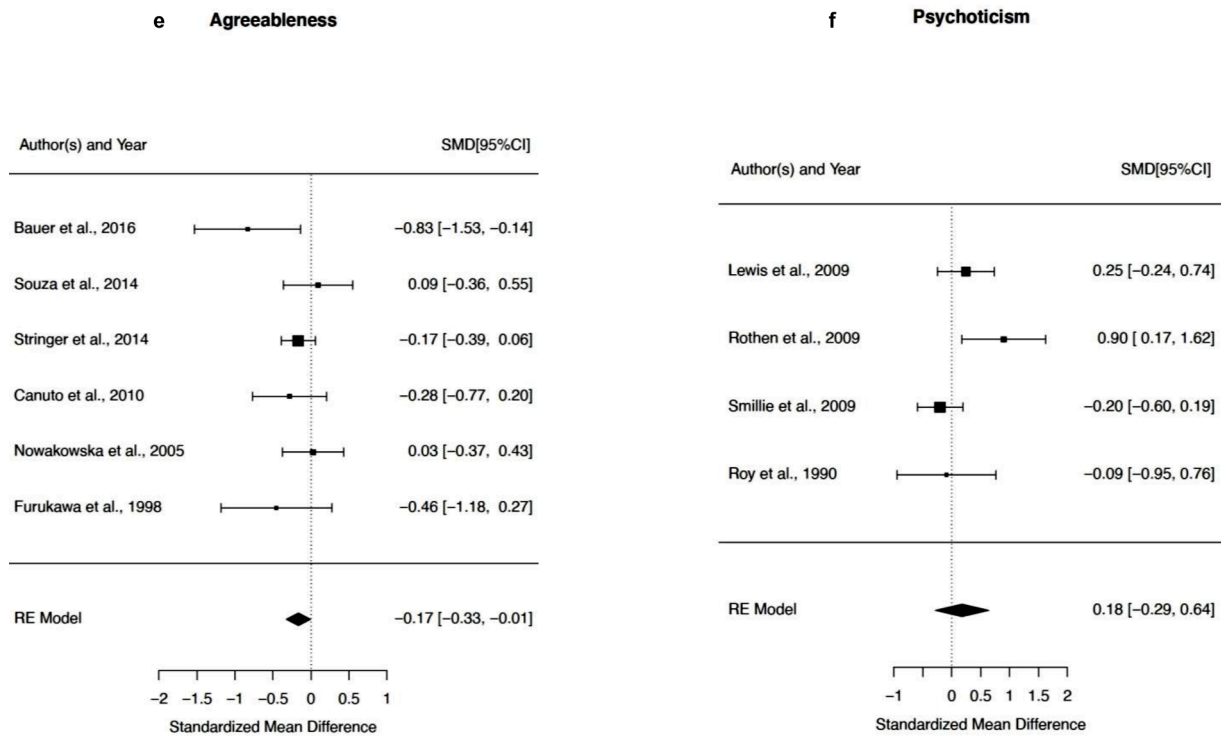 e Agreeableness
Author(s) and Year SMD[95%CI]
Bauer et al., 2016 −0.83 [−1.53, −0.14]
Souza et al., 2014 0.09 [−0.36, 0.55]
Stringer et al., 2014 −0.17 [−0.39, 0.06]
Canuto et al., 2010 −0.28 [−0.77, 0.20]
Nowakowska et al., 2005 0.03 [−0.37, 0.43]
Furukawa et al., 1998 −0.46 [−1.18, 0.27]
RE Model −0.17 [−0.33, −0.01]
−2 −1.5 −1 −0.5 0 0.5 1
Standardized Mean Difference
f Psychoticism
Author(s) and Year SMD[95%CI]
Lewis et al., 2009 0.25 [−0.24, 0.74]
Rothen et al., 2009 0.90 [ 0.17, 1.62]
Smillie et al., 2009 −0.20 [−0.60, 0.19]
Roy et al., 1990 −0.09 [−0.95, 0.76]
RE Model 0.18 [−0.29, 0.64]
−1 0 0.5 1 2
Standardized Mean Difference